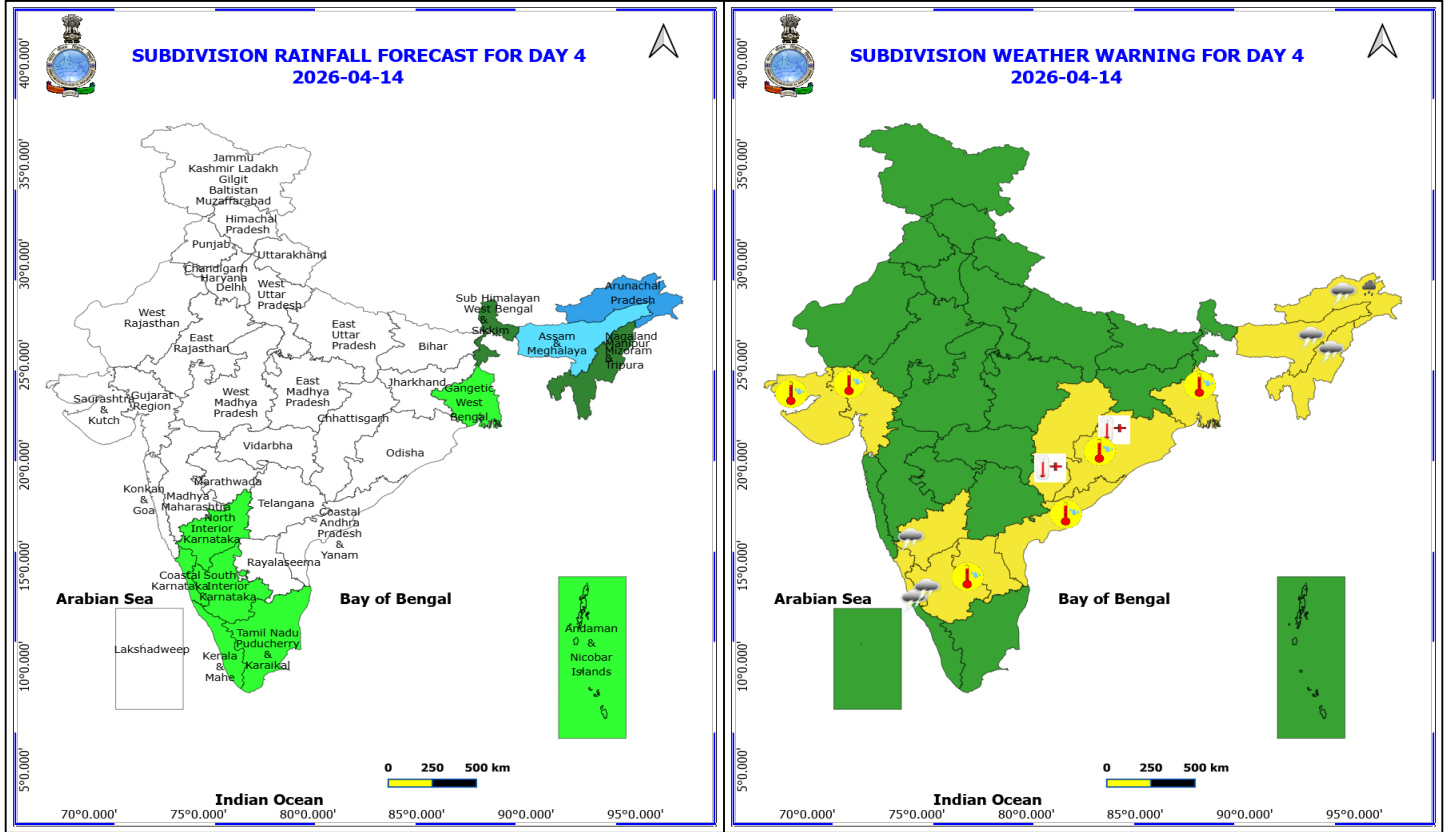 SUBDIVISION RAINFALL FORECAST FOR DAY 4
2026-04-14
40°0.000'
35°0.000'
30°0.000'
25°0.000'
20°0.000'
15°0.000'
10°0.000'
5°0.000'
Jammu
Kashmir Ladakh
Gilgit
Baltistan
Muzaffarabad
Himachal
Pradesh
Punjab
Uttarakhand
Chandigarh
Haryana
Delhi
West
Uttar
Pradesh
West
Rajasthan
East
Rajasthan
East
Uttar
Pradesh
Bihar
Sub Himalayan
West Bengal
&
Sikkim
Arunachal
Pradesh
Assam
&
Meghalaya
Nagaland
Manipur
Mizoram
&
Tripura
Saurashtra
&
Kutch
Gujarat
Region
West
Madhya
Pradesh
East
Madhya
Pradesh
Jharkhand
Gangetic
West
Bengal
Chhattisgarh
Vidarbha
Odisha
Konkan
&
Goa
Madhya
Maharashtra
Marathwada
Telangana
North
Interior
Karnataka
Coastal
Andhra
Pradesh
&
Yanam
Rayalaseema
Coastal
Karnataka
South
Interior
Karnataka
Arabian Sea
Bay of Bengal
Lakshadweep
Kerala
&
Mahe
Tamil Nadu
Puducherry
&
Karaikal
Andaman
&
Nicobar
Islands
0 250 500 km
Indian Ocean
70°0.000' 75°0.000' 80°0.000' 85°0.000' 90°0.000' 95°0.000'
SUBDIVISION WEATHER WARNING FOR DAY 4
2026-04-14
40°0.000'
35°0.000'
30°0.000'
25°0.000'
20°0.000'
15°0.000'
10°0.000'
5°0.000'
Arabian Sea
Bay of Bengal
0 250 500 km
Indian Ocean
70°0.000' 75°0.000' 80°0.000' 85°0.000' 90°0.000' 95°0.000'